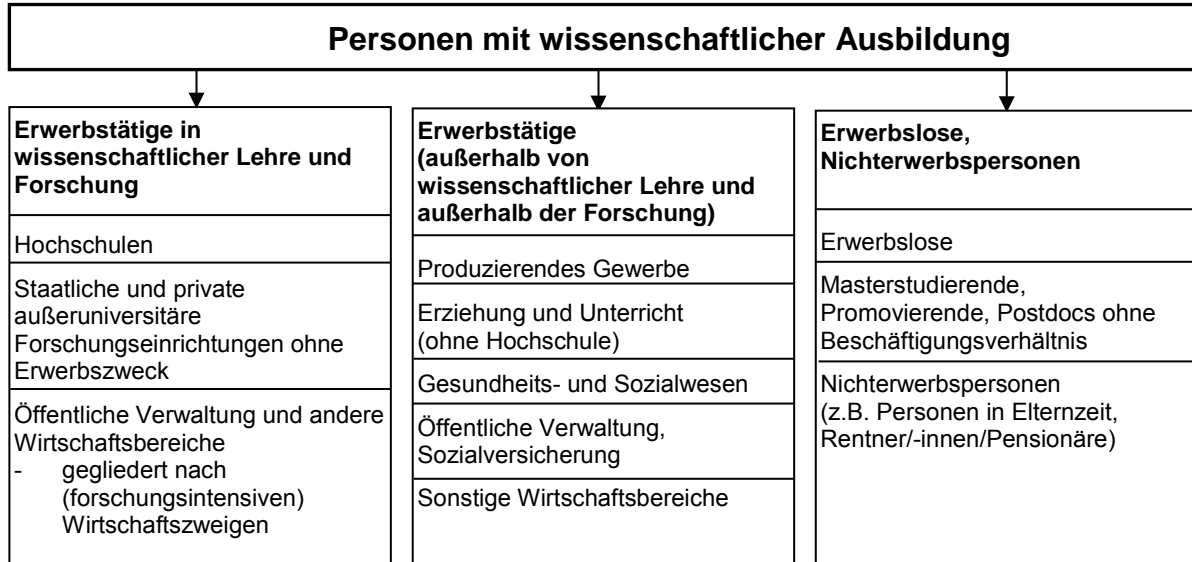 Personen mit wissenschaftlicher Ausbildung
Erwerbstätige in
wissenschaftlicher Lehre und
Forschung
Hochschulen
Staatliche und private
außeruniversitäre
Forschungseinrichtungen ohne
Erwerbszweck
Öffentliche Verwaltung und andere
Wirtschaftsbereiche
- gegliedert nach
(forschungsintensiven)
Wirtschaftszweigen
Erwerbstätige
(außerhalb von
wissenschaftlicher Lehre und
außerhalb der Forschung)
Produzierendes Gewerbe
Erziehung und Unterricht
(ohne Hochschule)
Gesundheits- und Sozialwesen
Öffentliche Verwaltung,
Sozialversicherung
Sonstige Wirtschaftsbereiche
Erwerbslose,
Nichterwerbspersonen
Erwerbslose
Masterstudierende,
Promovierende, Postdocs ohne
Beschäftigungsverhältnis
Nichterwerbspersonen
(z.B. Personen in Elternzeit,
Rentner/-innen/Pensionäre)